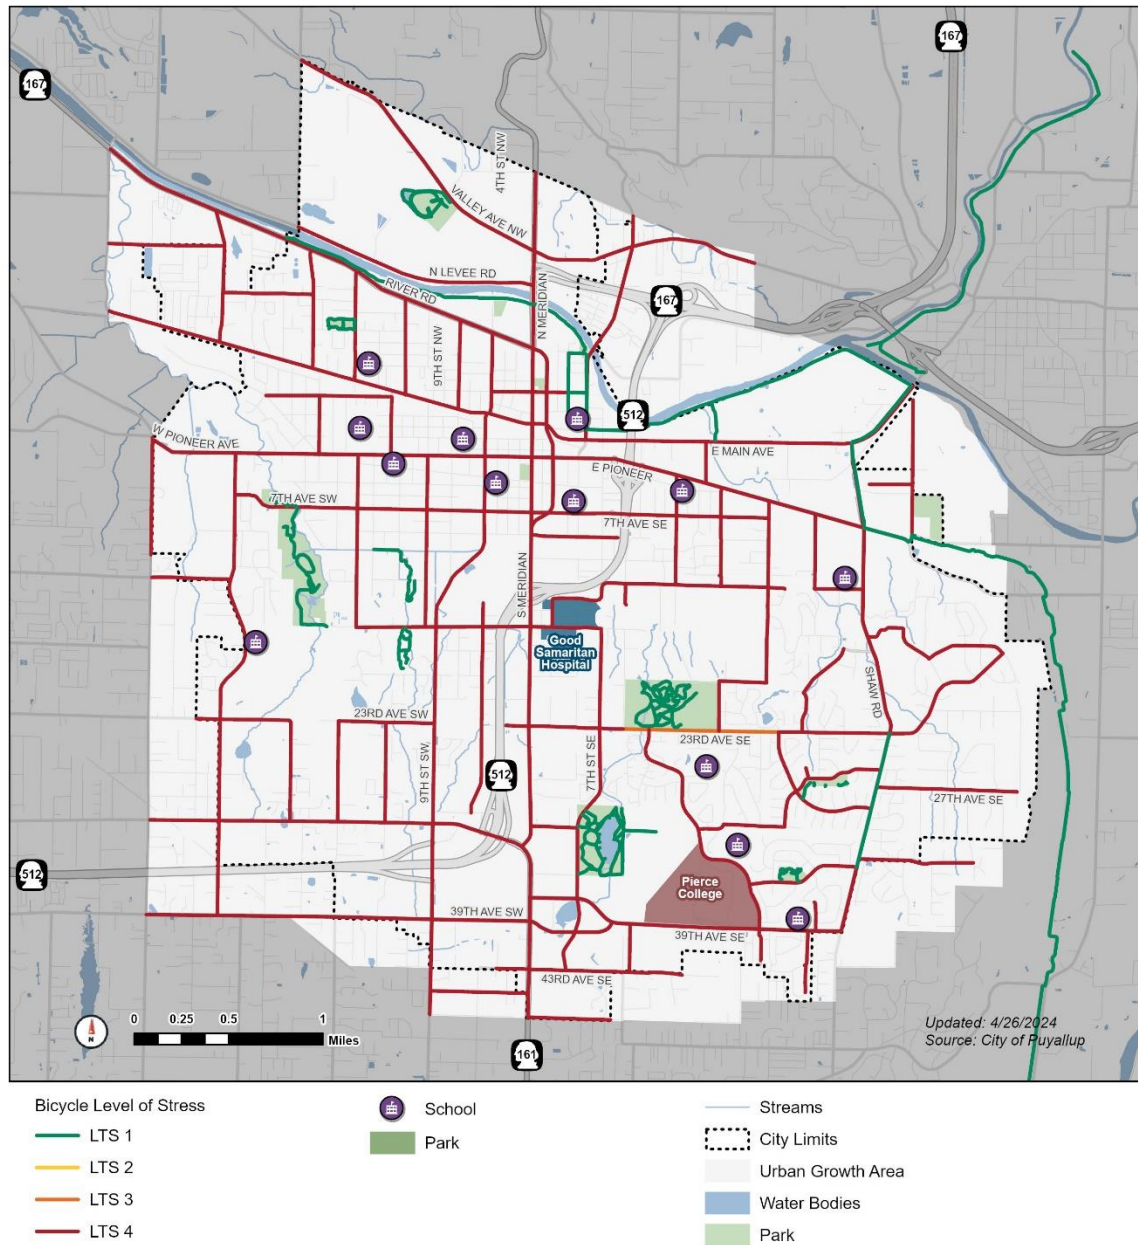 167
167
4TH ST NW
VALLEY AVE NW
N LEVEE RD
RIVER RD
N MERIDIAN
167
9TH ST NW
512
W PIONEER AVE
E MAIN AVE
E PIONEER
7TH AVE SW
7TH AVE SE
S MERIDIAN
Good
Samaritan
Hospital
SHAW RD
23RD AVE SW
23RD AVE SE
9TH ST SW
7TH ST SE
512
27TH AVE SE
512
Pierce
College
39TH AVE SW
39TH AVE SE
43RD AVE SE
0 0.25 0.5 1
Miles
N
161
Updated: 4/26/2024
Source: City of Puyallup
Bicycle Level of Stress
LTS 1
LTS 2
LTS 3
LTS 4
School
Park
Streams
City Limits
Urban Growth Area
Water Bodies
Park